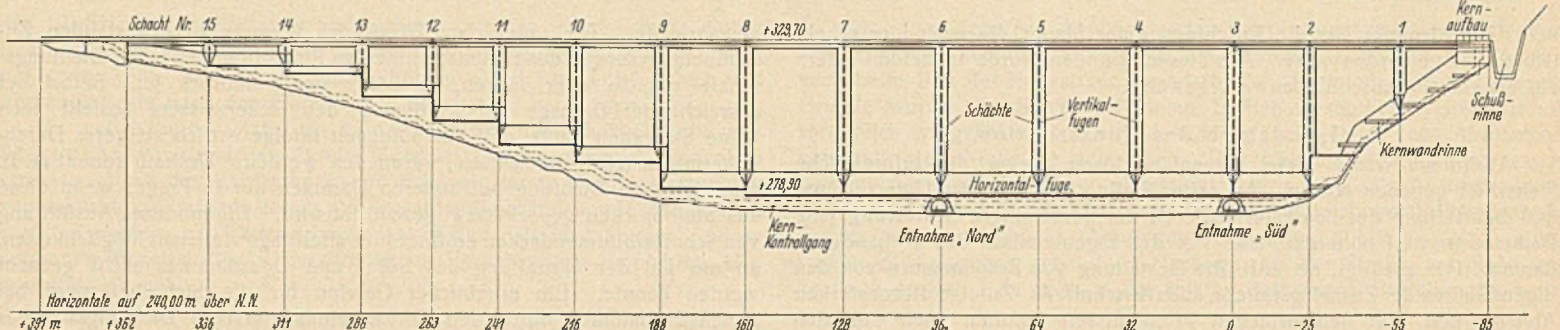 Schacht Nr. 15 14 13 12 11 10 9 8 7 6 5 4 3 2 1
Kern-
aufbau
+329,70
Schuß-
rinne
Schächte
Vertikal-
fugen
Kernwandrinne
+278,90
Horizontal-fuge.
Kern-
Kontrollgang
Entnahme „Nord"
Entnahme „Süd"
Horizontale auf 240,00 m. über N.N.
+391 m. +362 336 311 286 263 241 216 188 160 128 96 64 32 0 -25 -55 -85